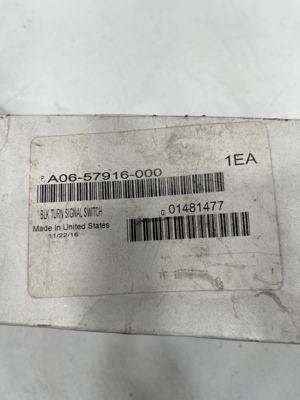 P A06-57916-000 1EA
BLK TURN SIGNAL SWITCH
G 01481477
Made in United States
11/22/16